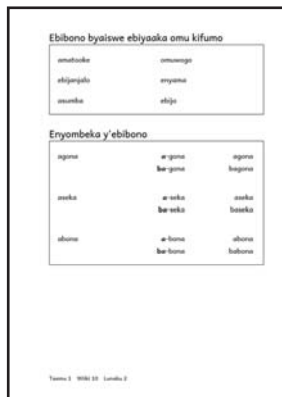 Ebibono byaiswe ebiyaaka omu kifumo
amatooke omuwogo
ebijanjalo enyama
asumba ebijo
Enyombeka y'ebibono
agona a-gona agona
ba-gona bagona
aseka a-seka aseka
ba-seka baseka
abona a-bona abona
ba-bona babona
Taamu 1 Wiiki 10 Lunaku 2